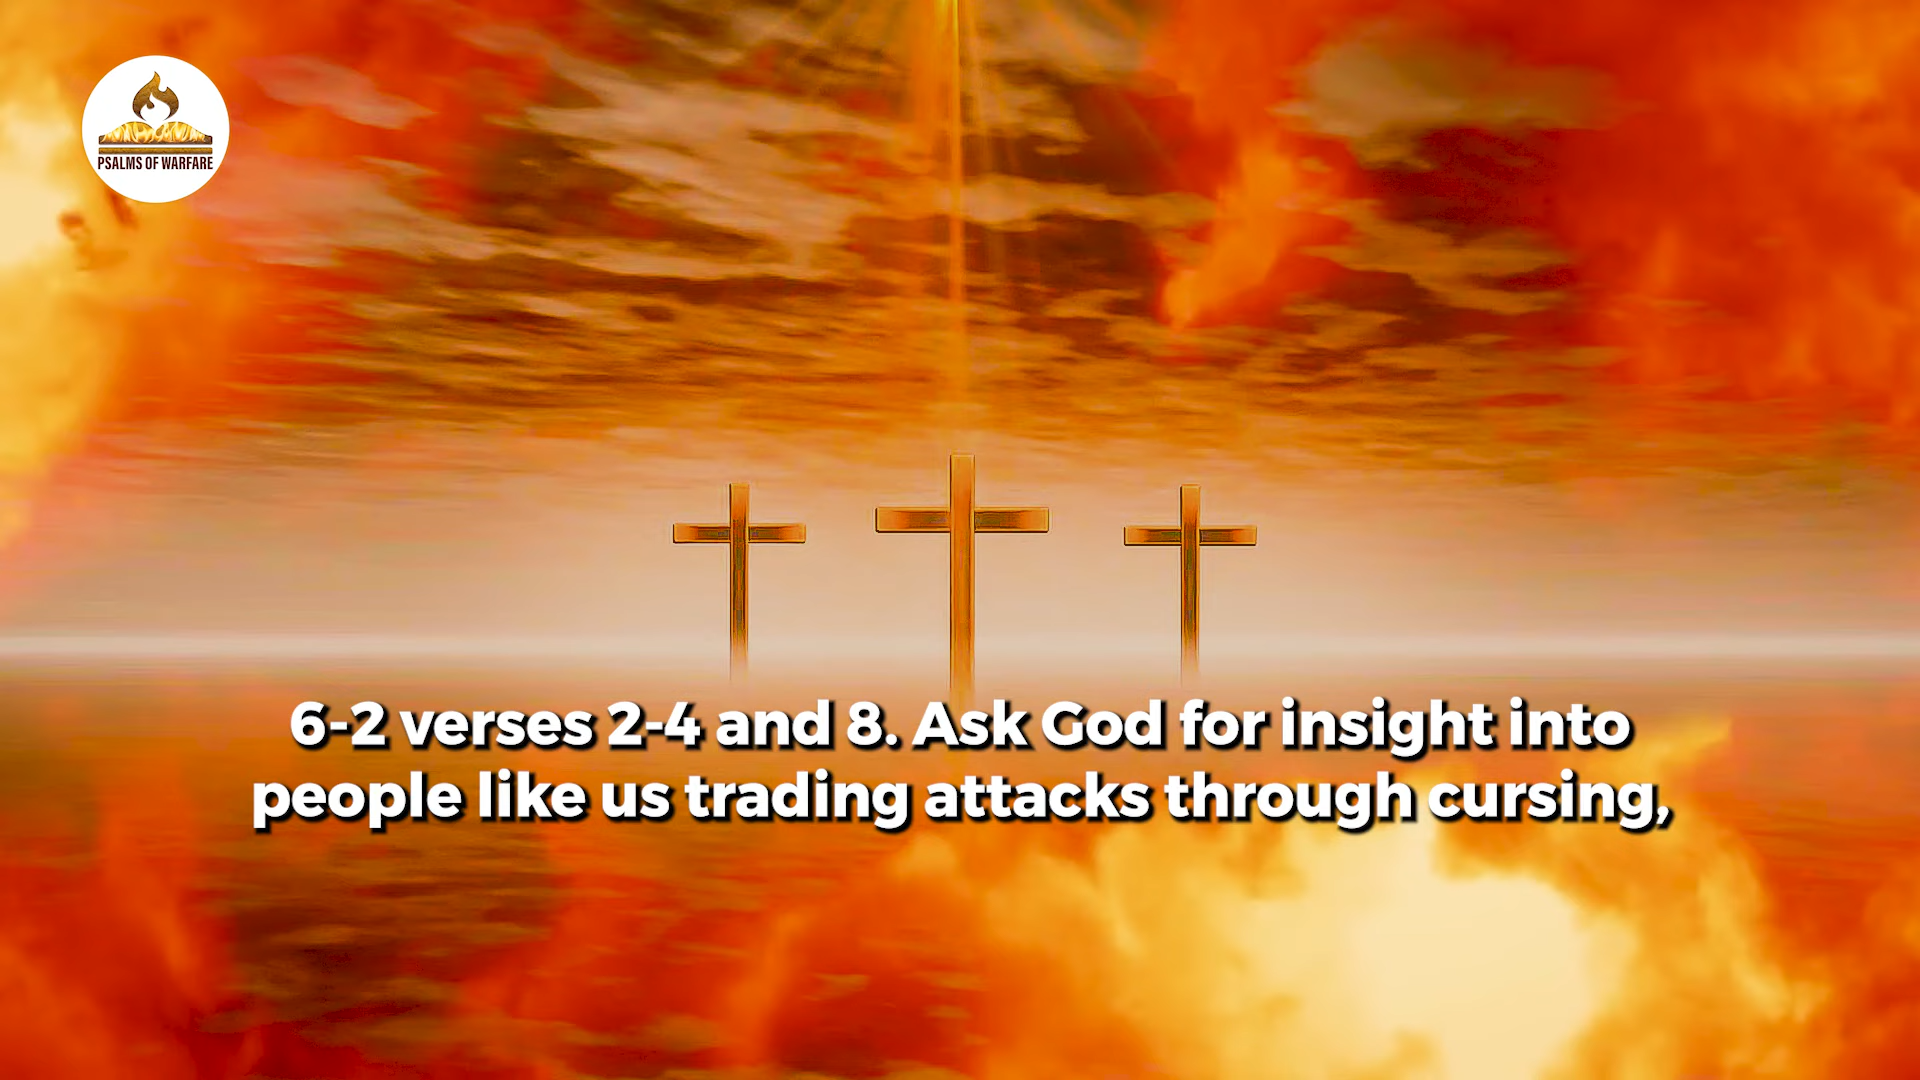 PSALMS OF WARFARE
6-2 verses 2-4 and 8. Ask God for insight into
people like us trading attacks through cursing,